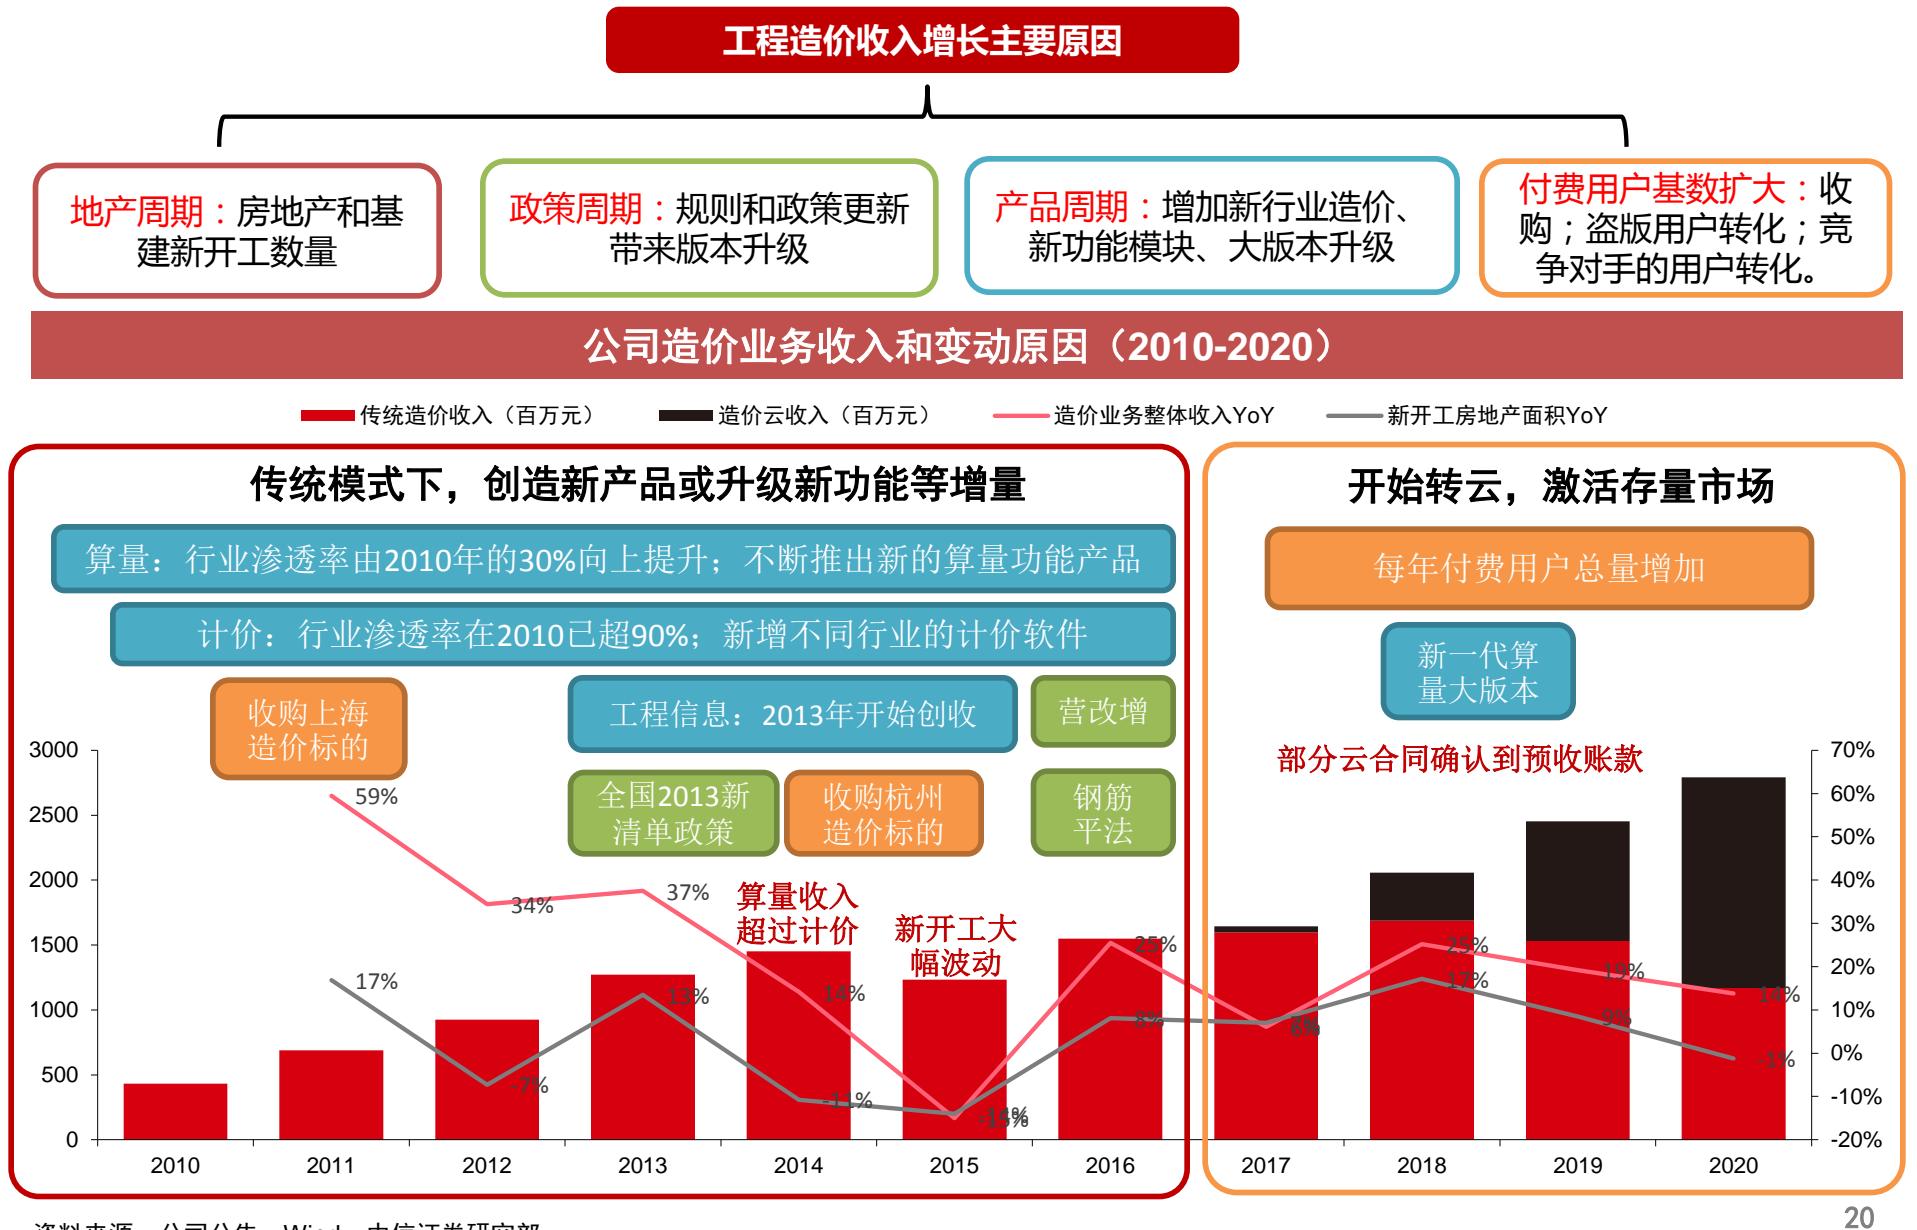 工程造价收入增长主要原因
地产周期：房地产和基
建新开工数量
政策周期：规则和政策更新
带来版本升级
产品周期：增加新行业造价、
新功能模块、大版本升级
付费用户基数扩大：收
购；盗版用户转化；竞
争对手的用户转化。
公司造价业务收入和变动原因（2010-2020）
传统造价收入（百万元）
造价云收入（百万元）
造价业务整体收入YoY
新开工房地产面积YoY
传统模式下，创造新产品或升级新功能等增量
算量：行业渗透率由2010年的30%向上提升；不断推出新的算量功能产品
计价：行业渗透率在2010已超90%；新增不同行业的计价软件
收购上海
造价标的
工程信息：2013年开始创收
营改增
全国2013新
清单政策
收购杭州
造价标的
钢筋
平法
算量收入
超过计价
新开工大
幅波动
开始转云，激活存量市场
每年付费用户总量增加
新一代算
量大版本
部分云合同确认到预收账款
3000
2500
2000
1500
1000
500
0
59%
34%
37%
14%
-15%
25%
6%
25%
19%
14%
17%
-7%
13%
-11%
-14%
8%
7%
17%
9%
-1%
70%
60%
50%
40%
30%
20%
10%
0%
-10%
-20%
2010
2011
2012
2013
2014
2015
2016
2017
2018
2019
2020
20